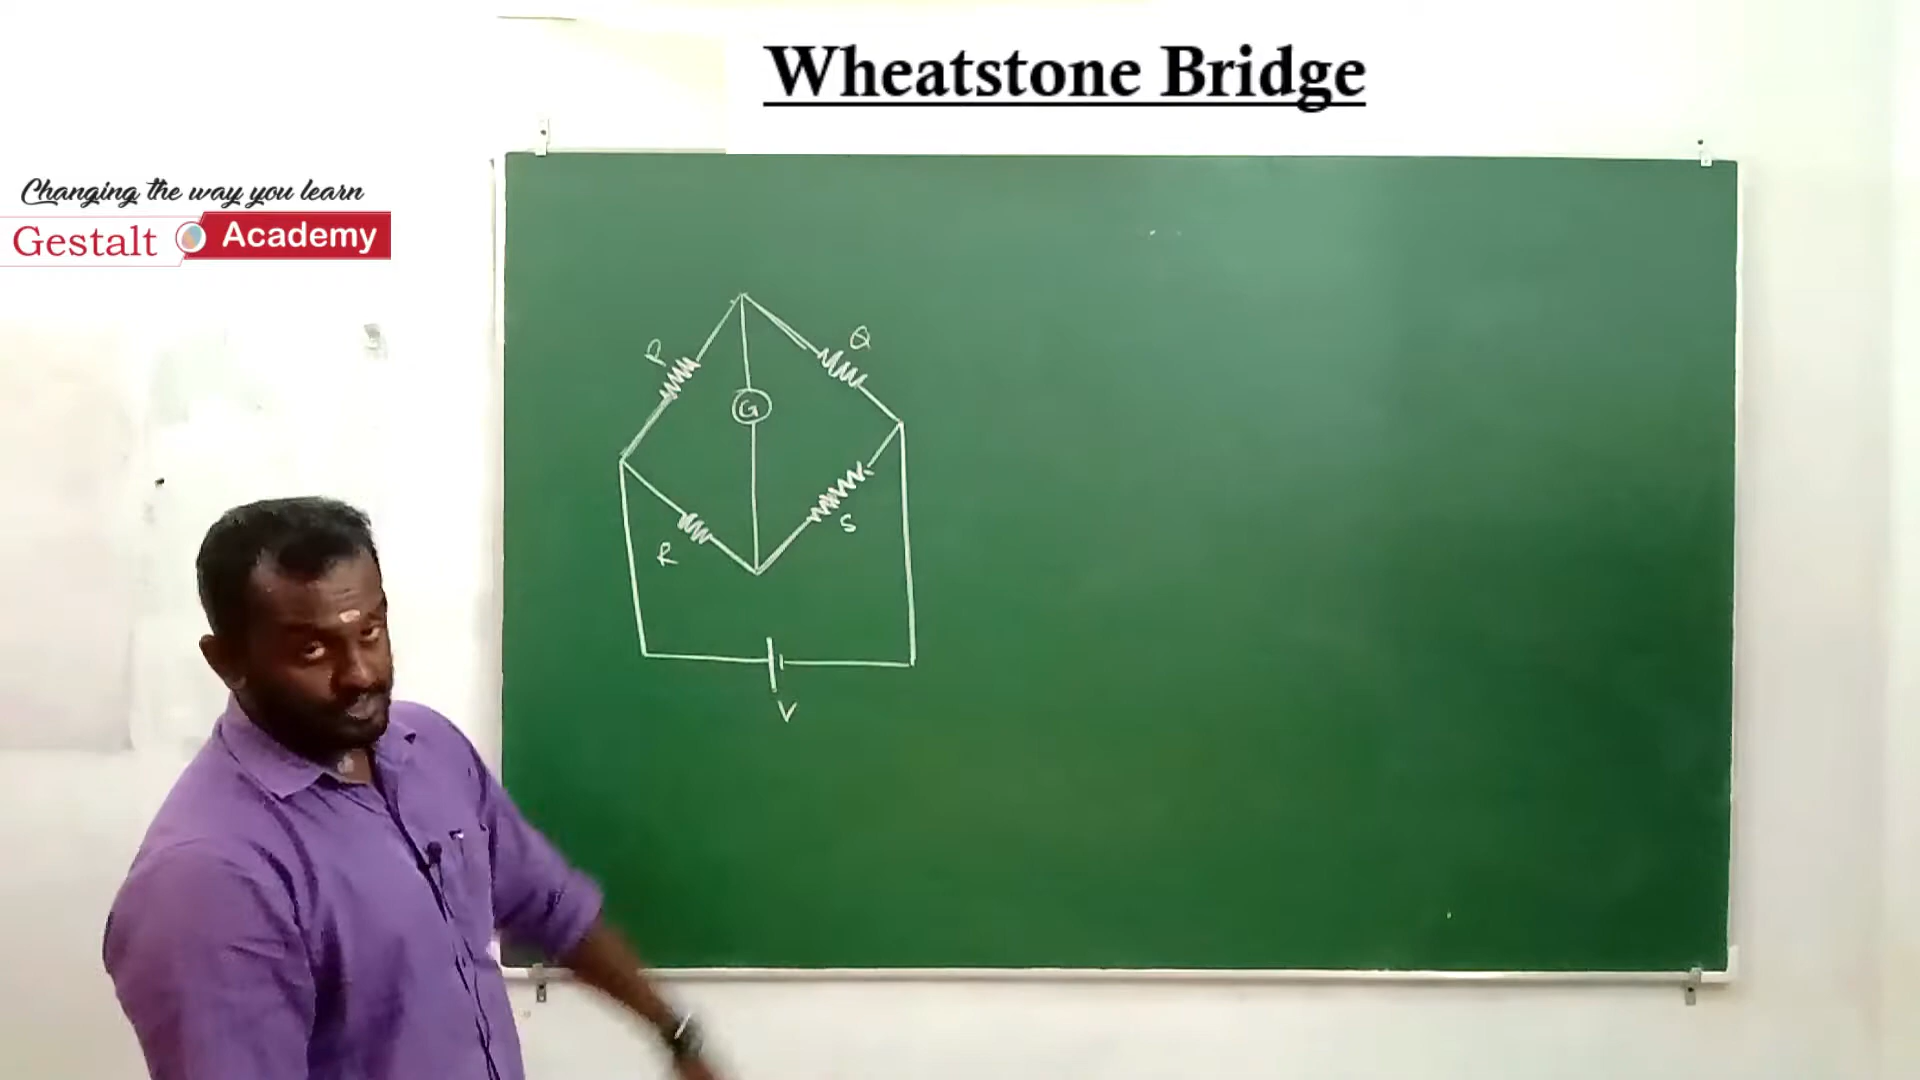 Wheatstone Bridge
Changing the way you learn
Gestalt Academy
P
Q
G
R
S
V